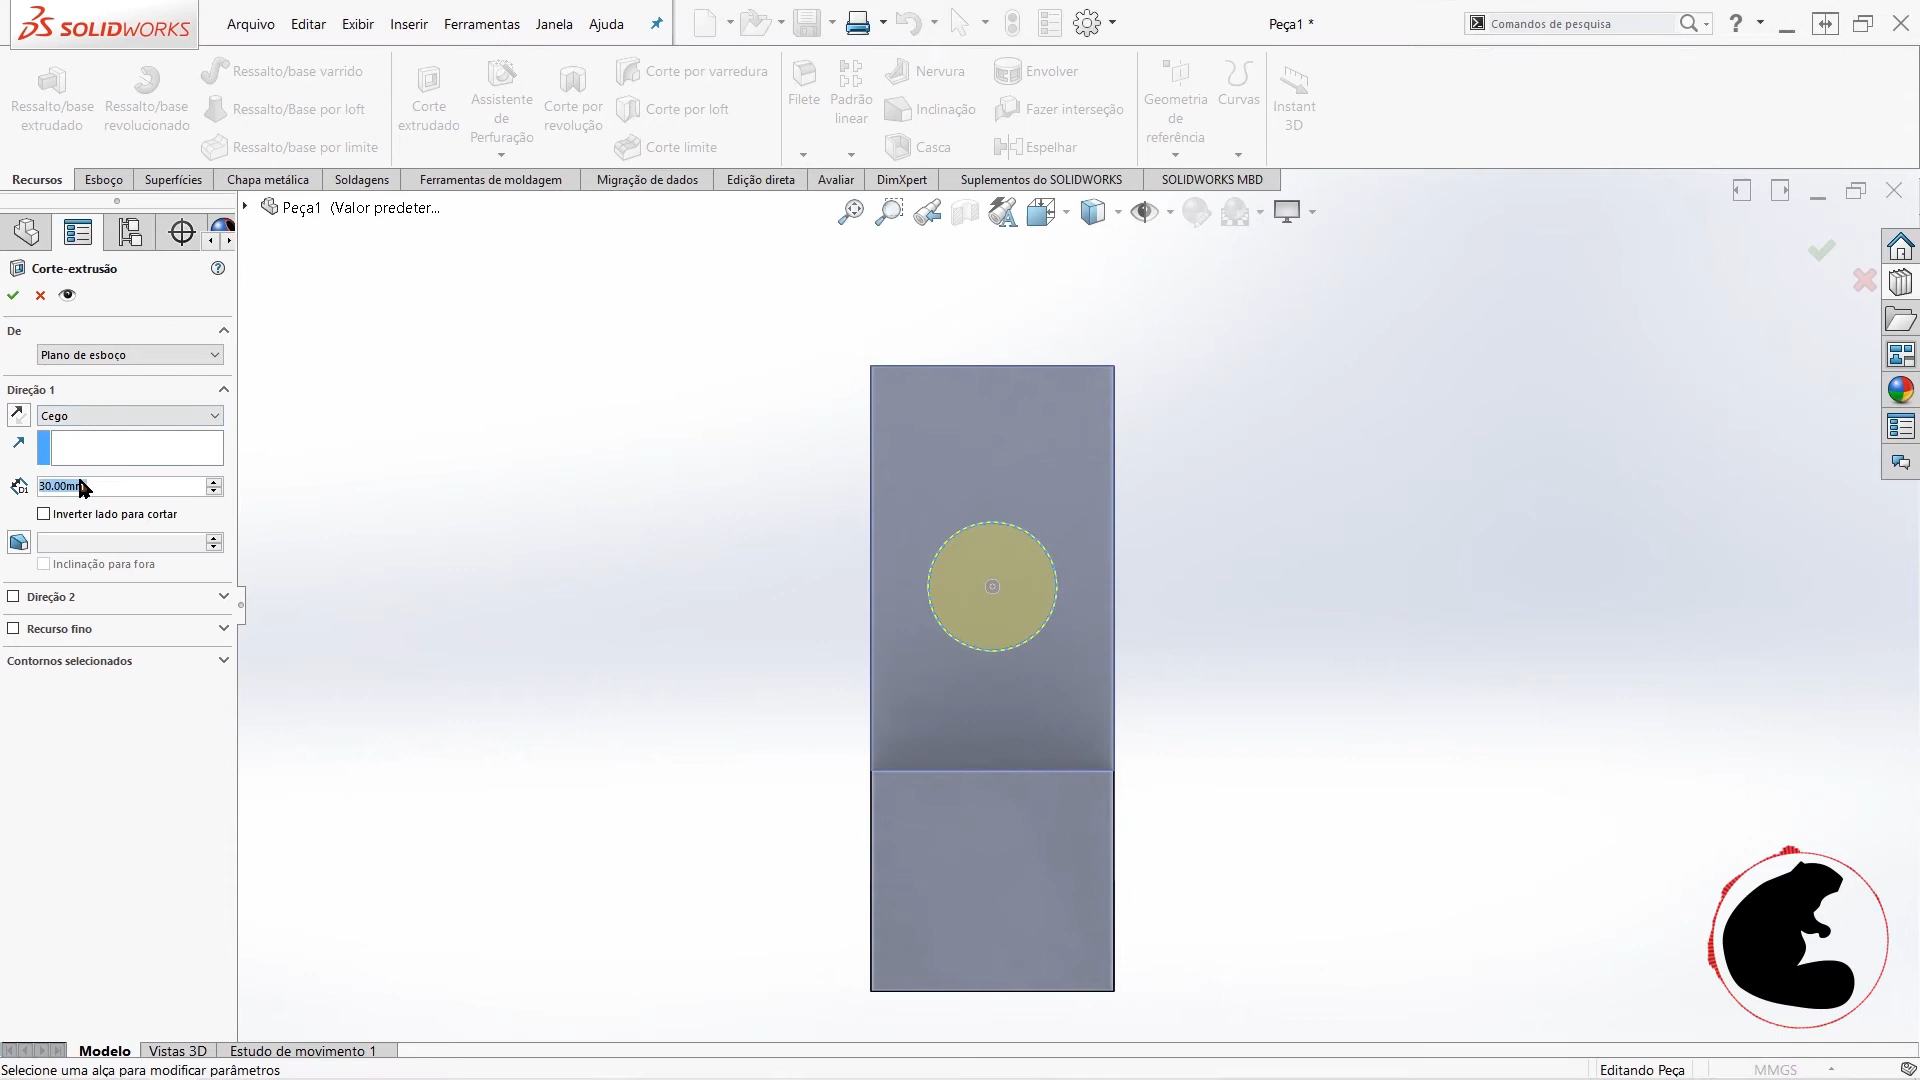 SOLIDWORKS
Arquivo Editar Exibir Inserir Ferramentas Janela Ajuda
Peça1 *
Comandos de pesquisa
?
Ressalto/base extrudado
Ressalto/base revolucionado
Ressalto/base varrido
Ressalto/Base por loft
Ressalto/base por limite
Corte extrudado
Assistente de Perfuração
Corte por revolução
Corte por varredura
Corte por loft
Corte limite
Filete
Padrão linear
Nervura
Inclinação
Casca
Envolver
Fazer interseção
Espelhar
Geometria de referência
Curvas
Instant 3D
Recursos Esboço Superfícies Chapa metálica Soldagens Ferramentas de moldagem Migração de dados Edição direta Avaliar DimXpert Suplementos do SOLIDWORKS SOLIDWORKS MBD
Peça1 (Valor predeter...
Corte-extrusão
?
De
Plano de esboço
Direção 1
Cego
D1
30.00mm
Inverter lado para cortar
Inclinação para fora
Direção 2
Recurso fino
Contornos selecionados
Modelo Vistas 3D Estudo de movimento 1
Selecione uma alça para modificar parâmetros
Editando Peça
MMGS